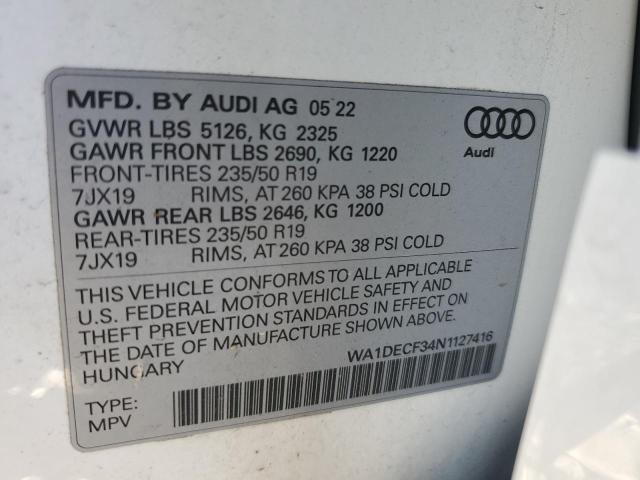 MFD. BY AUDI AG 05 22
GVWR LBS 5126, KG 2325
GAWR FRONT LBS 2690, KG 1220
FRONT-TIRES 235/50 R19
7JX19 RIMS, AT 260 KPA 38 PSI COLD
GAWR REAR LBS 2646, KG 1200
REAR-TIRES 235/50 R19
7JX19 RIMS, AT 260 KPA 38 PSI COLD
Audi
THIS VEHICLE CONFORMS TO ALL APPLICABLE
U.S. FEDERAL MOTOR VEHICLE SAFETY AND
THEFT PREVENTION STANDARDS IN EFFECT ON
THE DATE OF MANUFACTURE SHOWN ABOVE.
HUNGARY
WA1DECF34N1127416
TYPE:
MPV